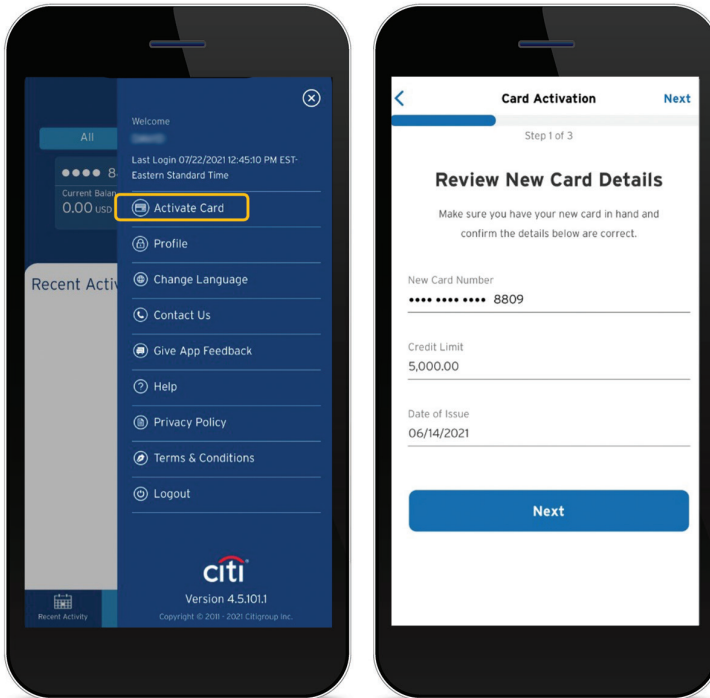 All
•••• 8
Current Balan
0.00 USD
Recent Activ
Recent Activity
Welcome
Last Login 07/22/2021 12:45:10 PM EST-
Eastern Standard Time
Activate Card
Profile
Change Language
Contact Us
Give App Feedback
Help
Privacy Policy
Terms & Conditions
Logout
citi
Version 4.5.101.1
Copyright © 2011 - 2021 Citigroup Inc.
Card Activation
Next
Step 1 of 3
Review New Card Details
Make sure you have your new card in hand and
confirm the details below are correct.
New Card Number
•••• •••• •••• 8809
Credit Limit
5,000.00
Date of Issue
06/14/2021
Next